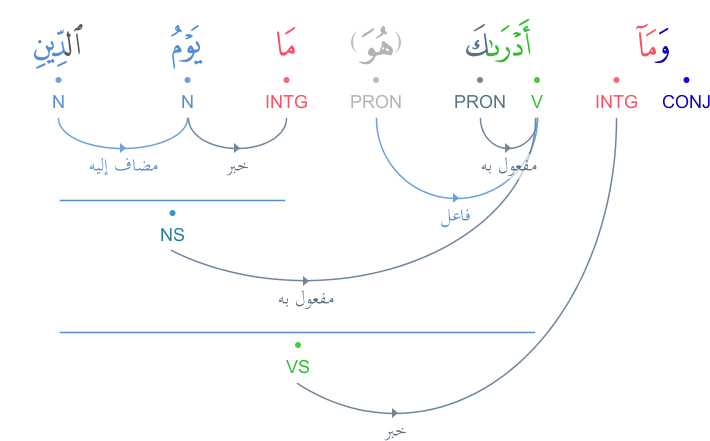 وَمَآ أَدْرَىٰكَ (هُوَ) مَا يَوْمُ ٱلدِّينِ
CONJ INTG V PRON PRON INTG N N
مفعول به خبر مضاف إليه
فاعل
NS
مفعول به
VS
خبر